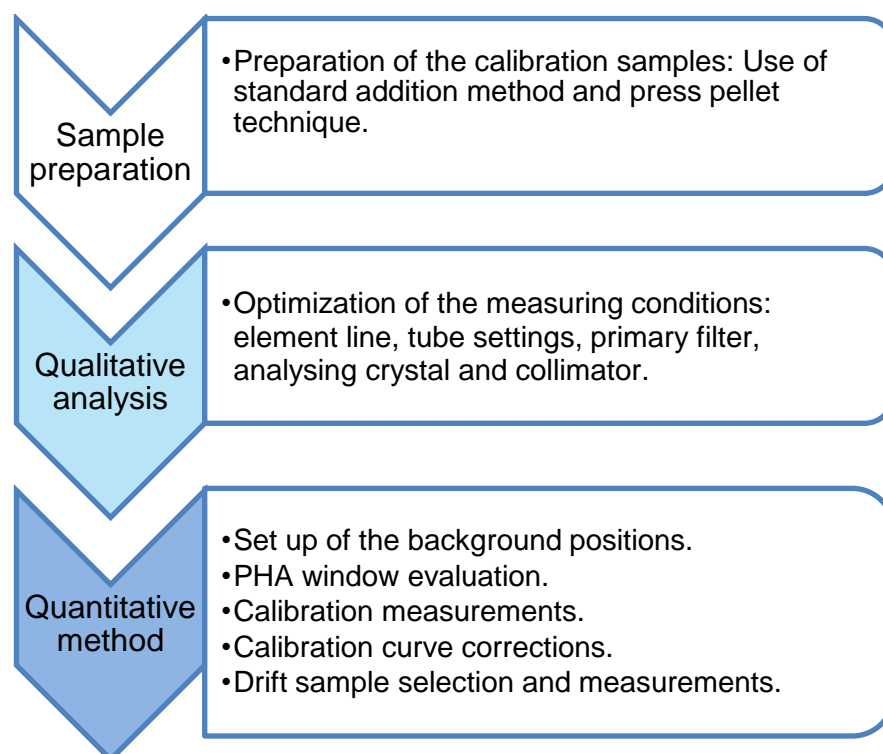 Sample
preparation
•Preparation of the calibration samples: Use of
standard addition method and press pellet
technique.
Qualitative
analysis
•Optimization of the measuring conditions:
element line, tube settings, primary filter,
analysing crystal and collimator.
Quantitative
method
•Set up of the background positions.
•PHA window evaluation.
•Calibration measurements.
•Calibration curve corrections.
•Drift sample selection and measurements.